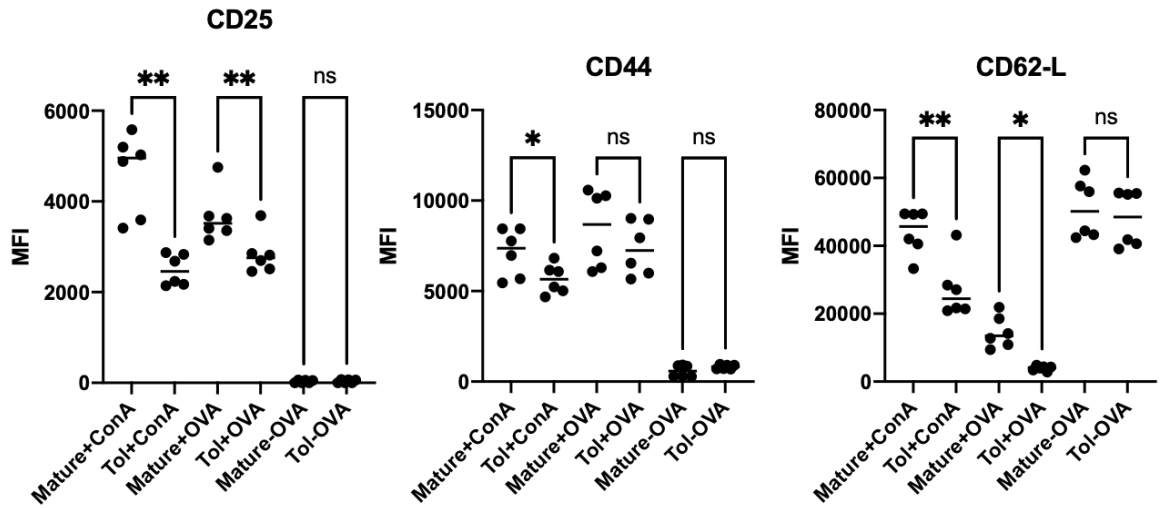 CD25
** ** ns
6000
4000
2000
0
MFI
Mature+ConA
Tol+ConA
Mature+OVA
Tol+OVA
Mature-OVA
Tol-OVA
CD44
* ns ns
15000
10000
5000
0
MFI
Mature+ConA
Tol+ConA
Mature+OVA
Tol+OVA
Mature-OVA
Tol-OVA
CD62-L
** * ns
80000
60000
40000
20000
0
MFI
Mature+ConA
Tol+ConA
Mature+OVA
Tol+OVA
Mature-OVA
Tol-OVA